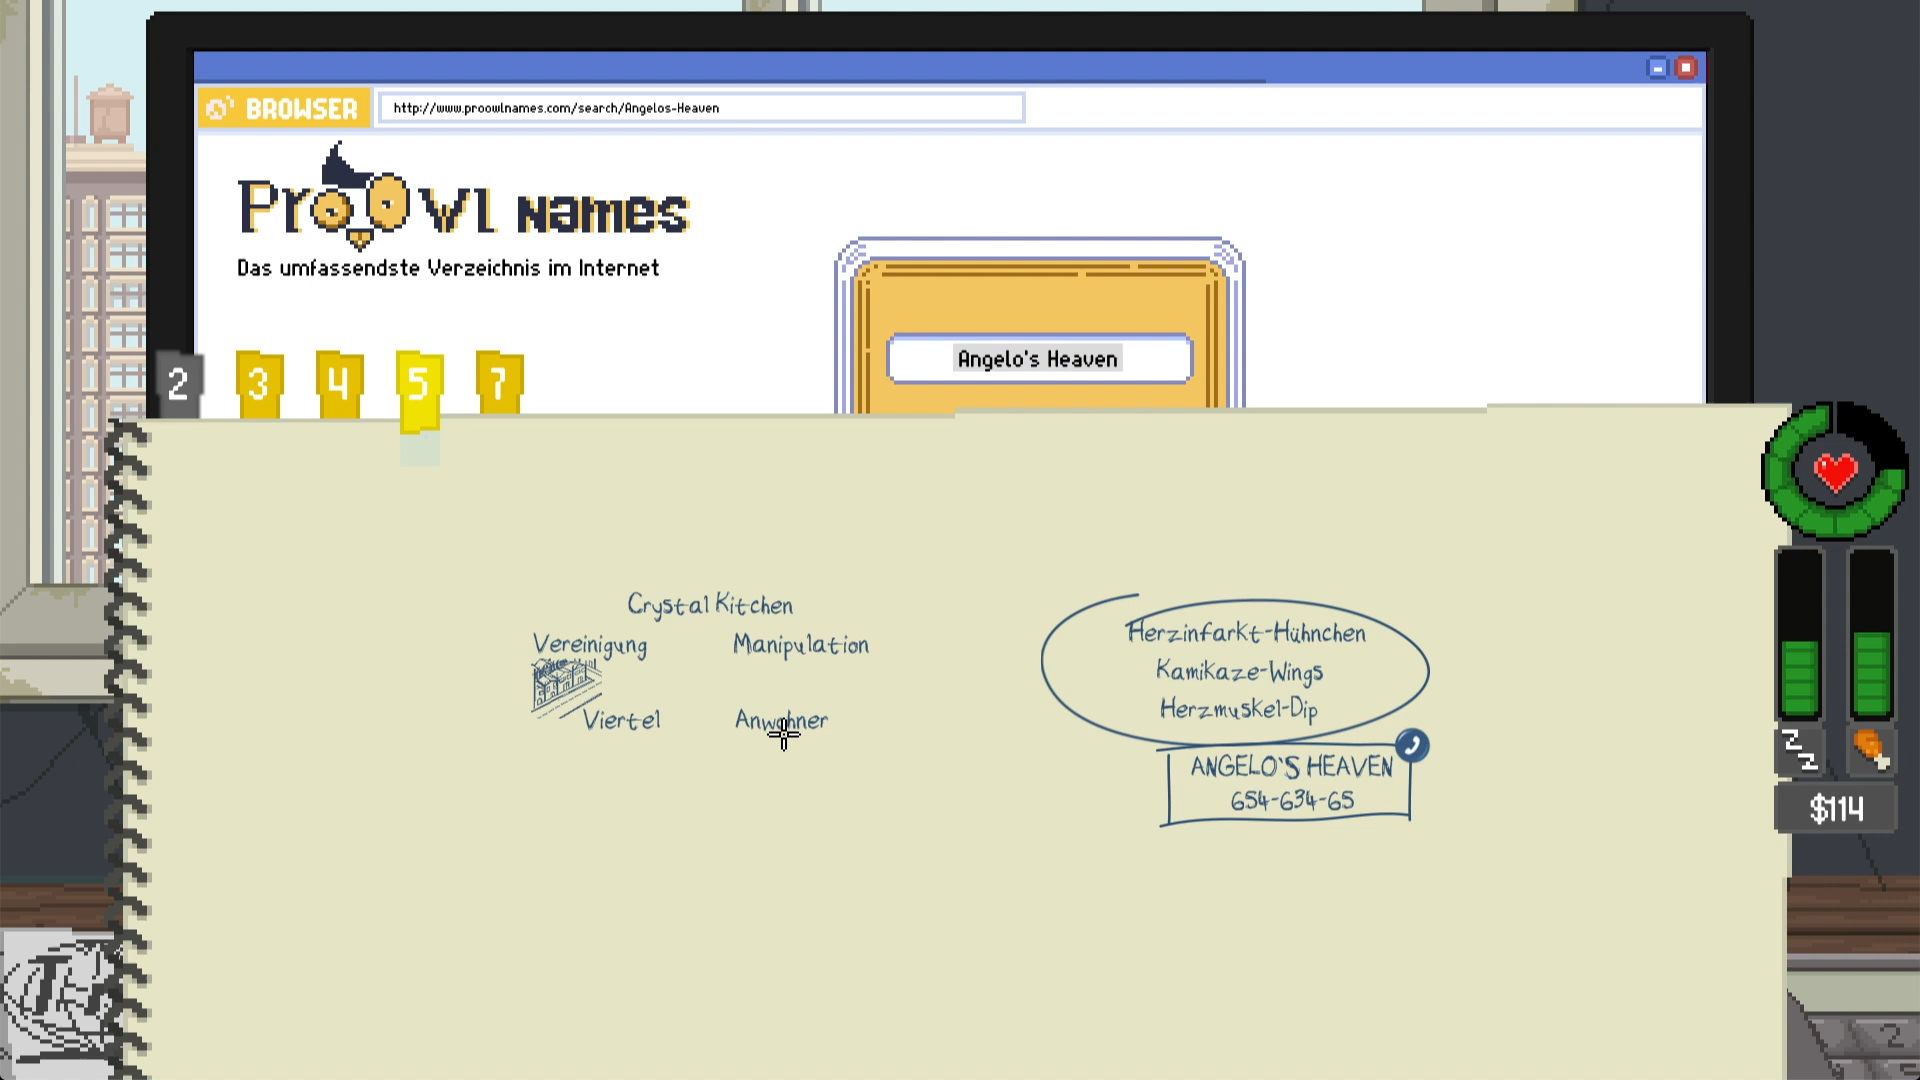 BROWSER
http://www.proowlnames.com/search/Angelos-Heaven
PrOOwl Names
Das umfassendste Verzeichnis im Internet
Angelo's Heaven
2
3
4
5
7
Crystal Kitchen
Vereinigung
Manipulation
Viertel
Anwohner
Herzinfarkt-Hühnchen
Kamikaze-Wings
Herzmuskel-Dip
ANGELO'S HEAVEN
654-634-65
$114
2